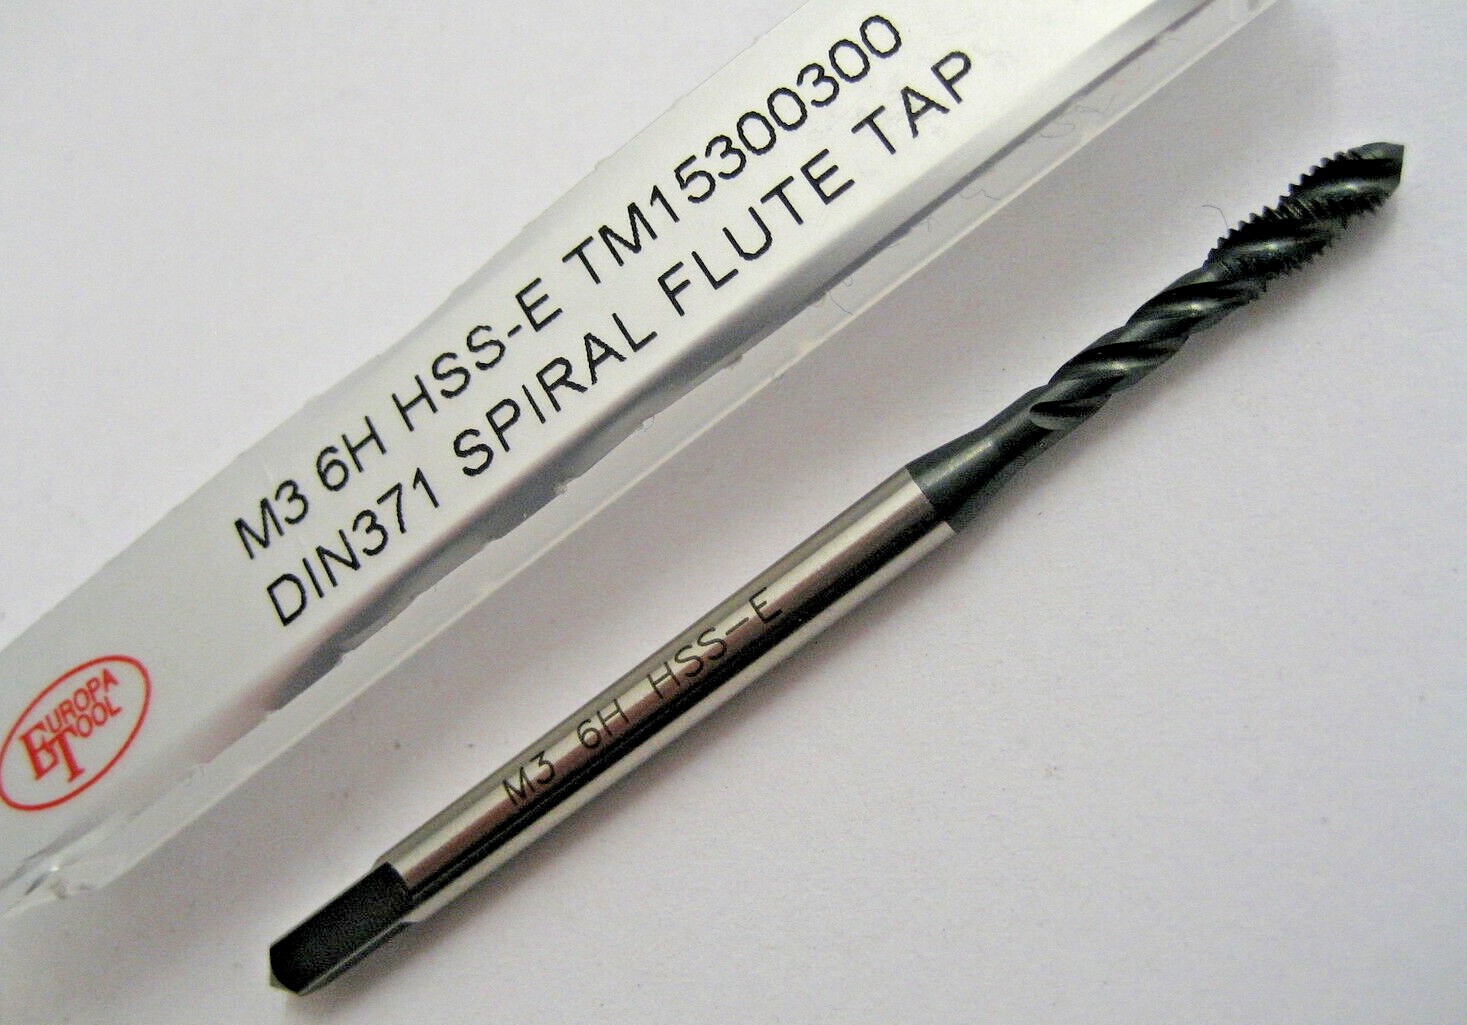 M3 6H HSS-E TM15300300
DIN371 SPIRAL FLUTE TAP
EUROPA
TOOL
M3 6H HSS-E